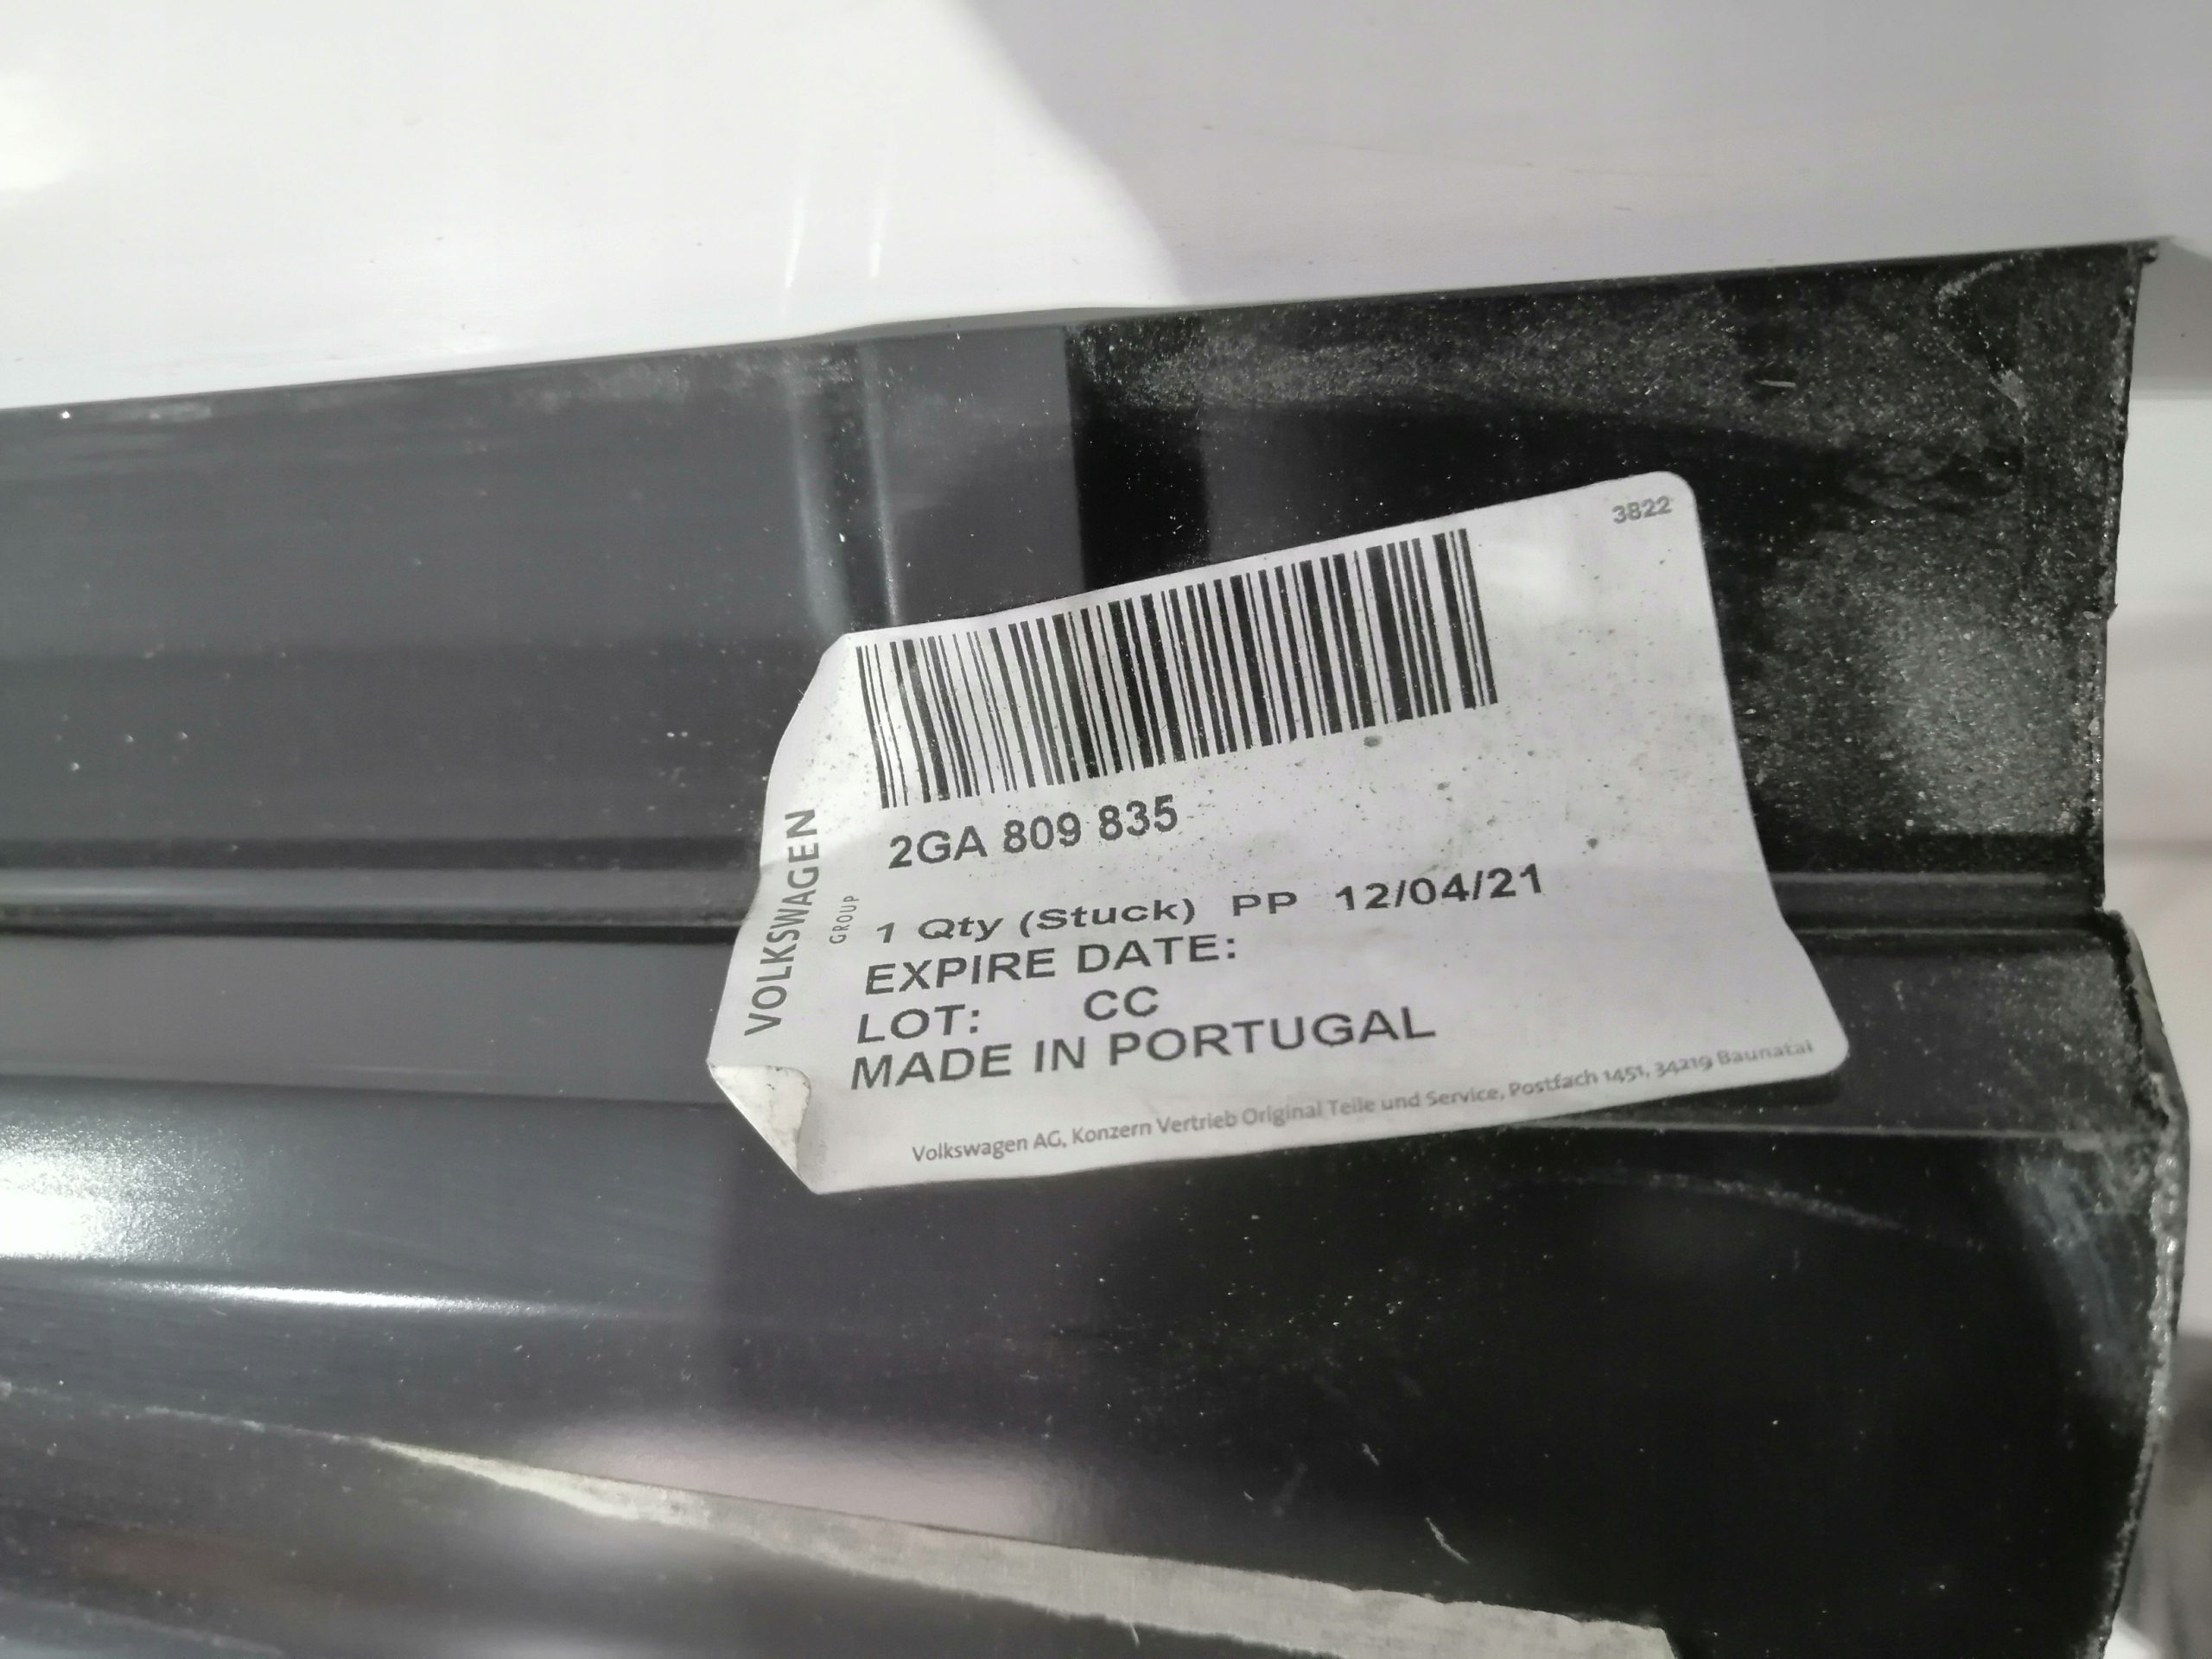 3822
2GA 809 835
VOLKSWAGEN
GROUP
1 Qty (Stuck) PP 12/04/21
EXPIRE DATE:
LOT: CC
MADE IN PORTUGAL
Volkswagen AG, Konzern Vertrieb Original Teile und Service, Postfach 1451, 34219 Baunatal